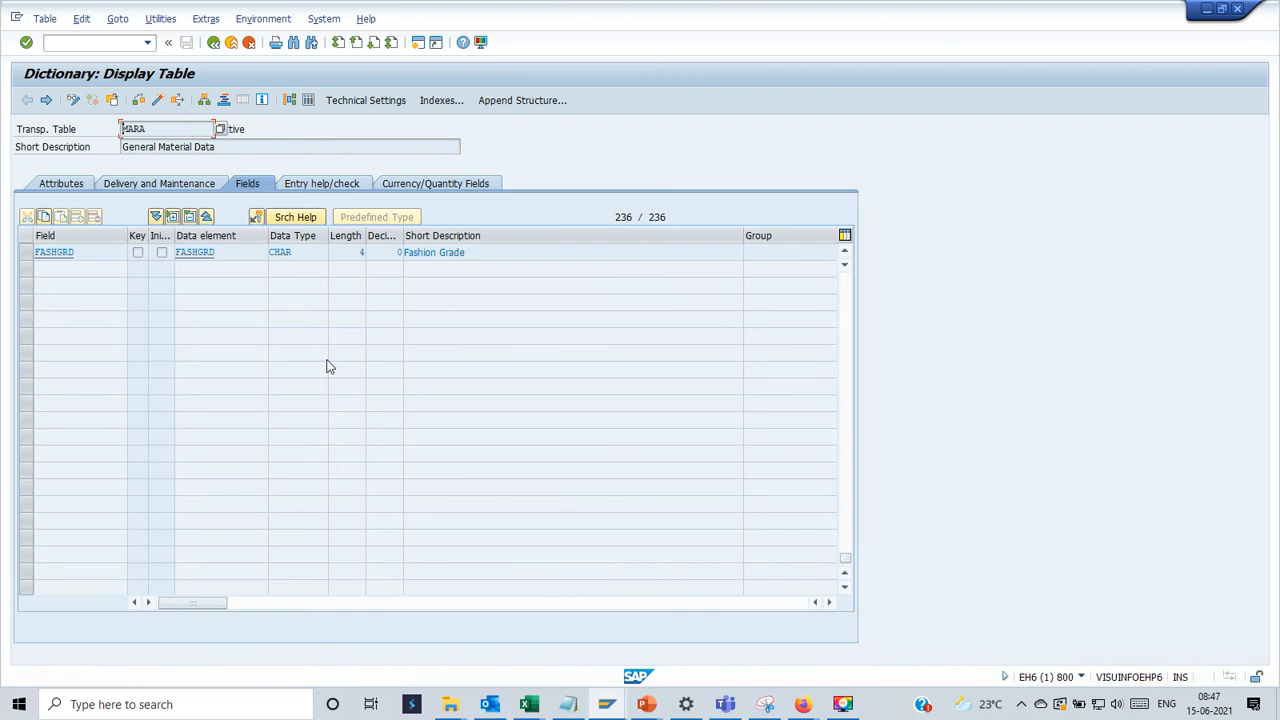 Table Edit Goto Utilities Extras Environment System Help
Dictionary: Display Table
Technical Settings Indexes... Append Structure...
Transp. Table MARA tive
Short Description General Material Data
Attributes Delivery and Maintenance Fields Entry help/check Currency/Quantity Fields
Srch Help Predefined Type 236 / 236
Field Key Ini... Data element Data Type Length Deci... Short Description Group
FASHGRD FASHGRD CHAR 4 0 Fashion Grade
SAP EH6 (1) 800 VISUINFOEHP6 INS
Type here to search 23°C ENG 08:47
15-06-2021